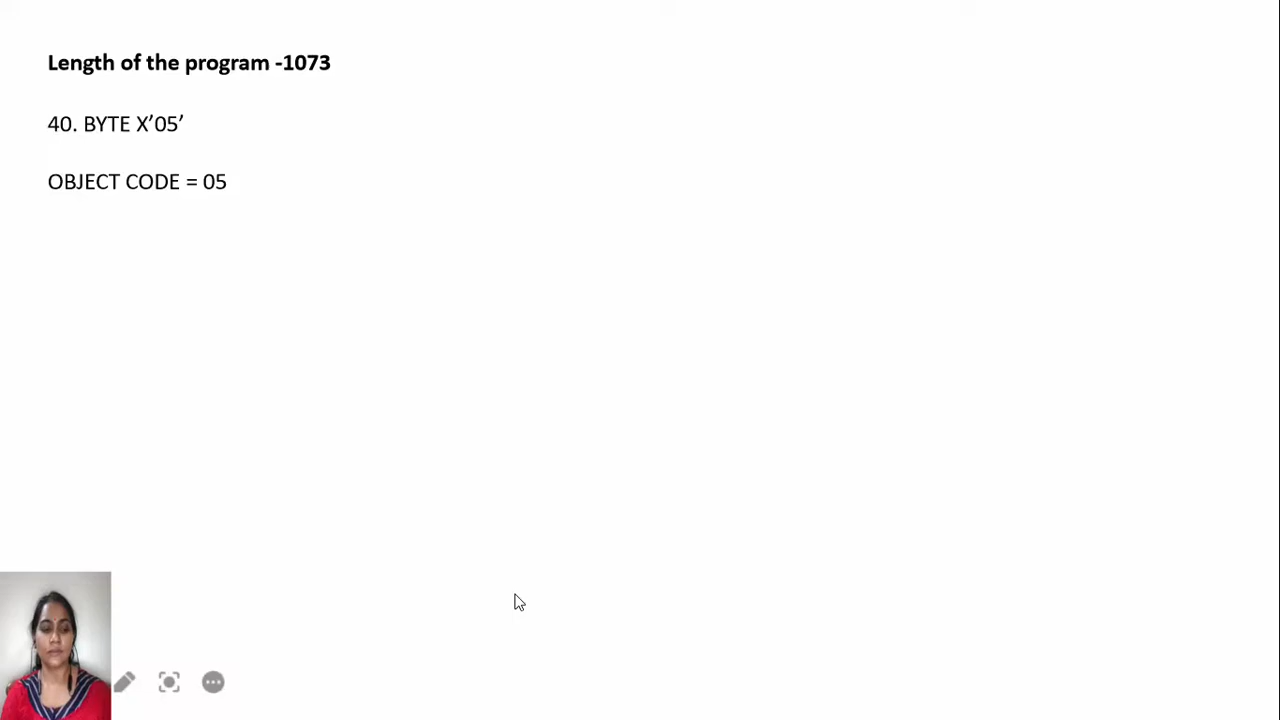 Length of the program -1073
40. BYTE X’05’
OBJECT CODE = 05